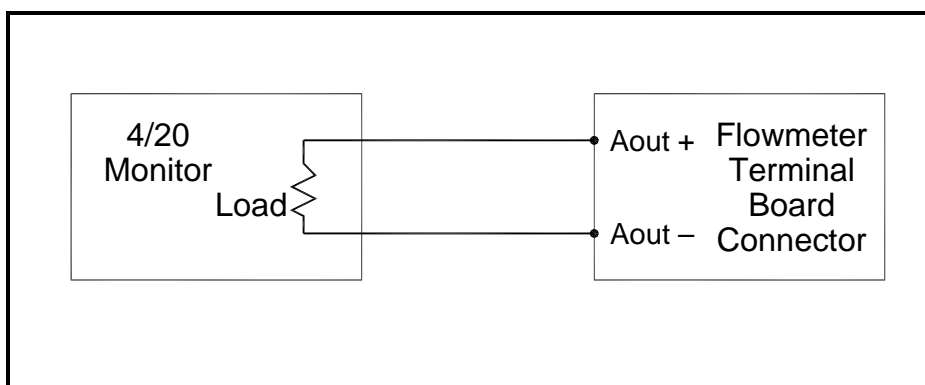 4/20
Monitor
Load
Aout +
Aout –
Flowmeter
Terminal
Board
Connector